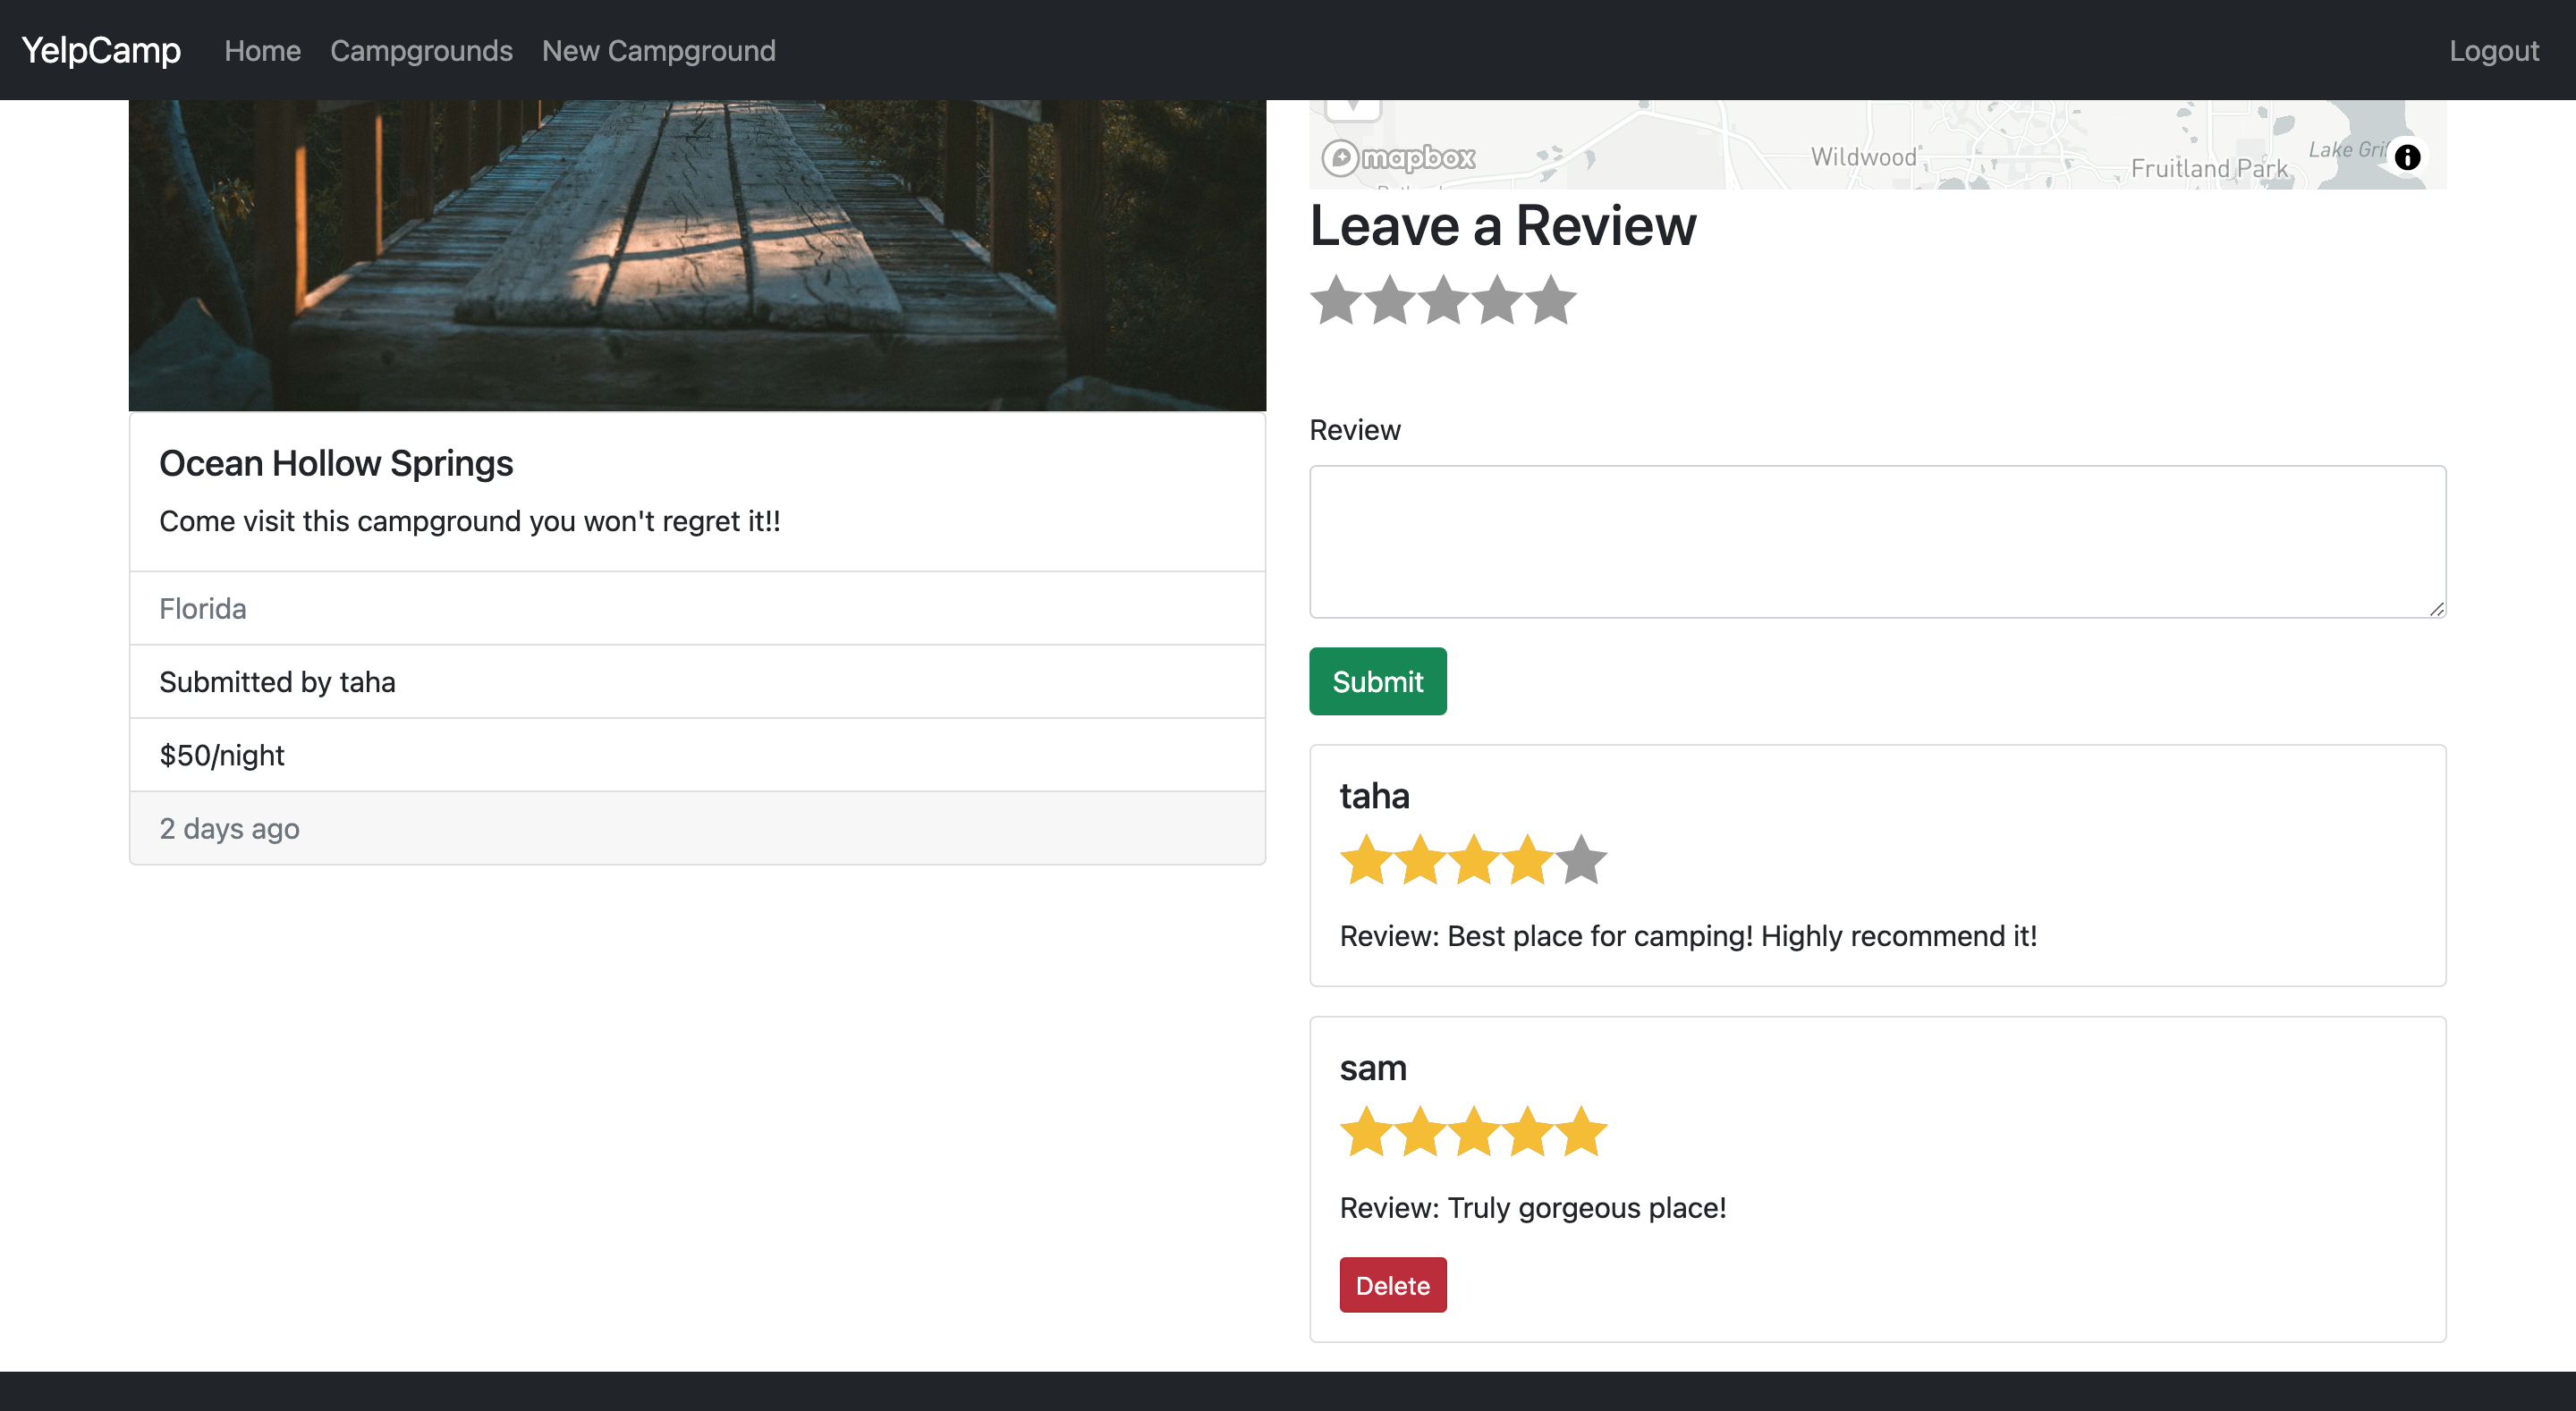 YelpCamp Home Campgrounds New Campground Logout
mapbox
Wildwood
Fruitland Park
Leave a Review
Review
Submit
Ocean Hollow Springs
Come visit this campground you won't regret it!!
Florida
Submitted by taha
$50/night
2 days ago
taha
Review: Best place for camping! Highly recommend it!
sam
Review: Truly gorgeous place!
Delete